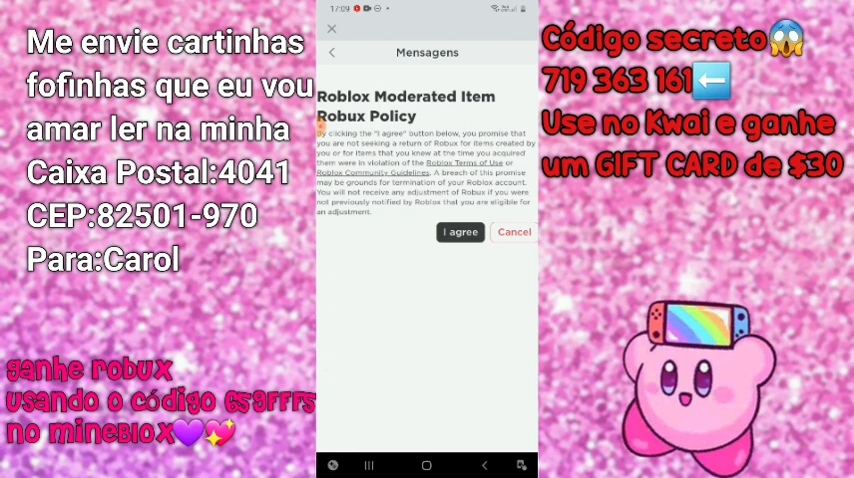 Me envie cartinhas
fofinhas que eu vou
amar ler na minha
Caixa Postal:4041
CEP:82501-970
Para:Carol
ganhe robux
usando o código 659FFF5
no mineblox
17:09
Mensagens
Roblox Moderated Item
Robux Policy
By clicking the "I agree" button below, you promise that
you are not seeking a return of Robux for items created by
you or for items that you knew at the time you acquired
them were in violation of the Roblox Terms of Use or
Roblox Community Guidelines. A breach of this promise
may be grounds for termination of your Roblox account.
You will not receive any adjustment of Robux if you were
not previously notified by Roblox that you are eligible for
an adjustment.
I agree Cancel
Código secreto😱
719 363 161⬅️
Use no Kwai e ganhe
um GIFT CARD de $30